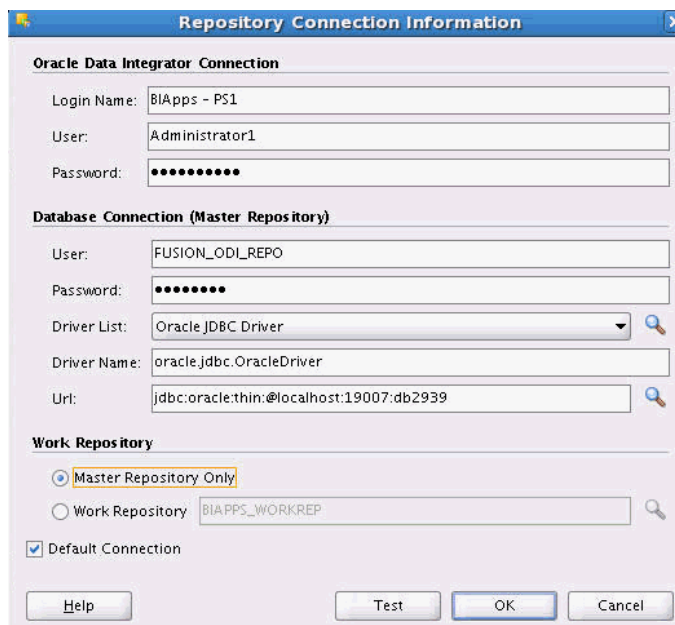 Repository Connection Information
Oracle Data Integrator Connection
Login Name: BIApps - PS1
User: Administrator1
Password: ••••••••••
Database Connection (Master Repository)
User: FUSION_ODI_REPO
Password: ••••••••
Driver List: Oracle JDBC Driver
Driver Name: oracle.jdbc.OracleDriver
Url: jdbc:oracle:thin:@localhost:19007:db2939
Work Repository
Master Repository Only
Work Repository BIAPPS_WORKREP
Default Connection
Help Test OK Cancel